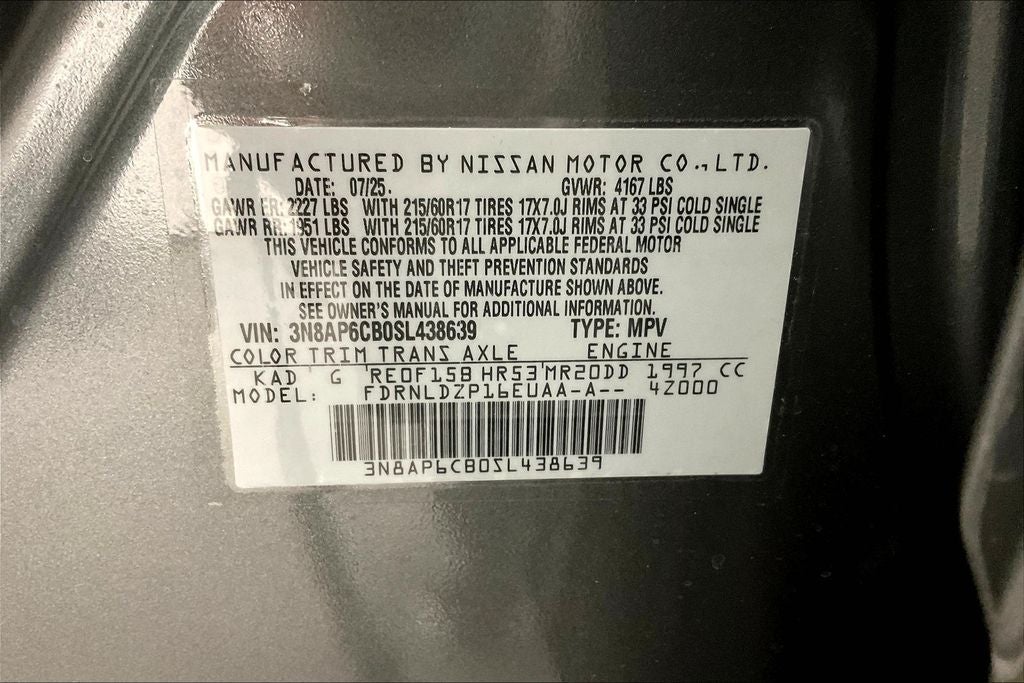 MANUFACTURED BY NISSAN MOTOR CO., LTD.
DATE: 07/25. GVWR: 4167 LBS
GAWR FR: 2227 LBS WITH 215/60R17 TIRES 17X7.0J RIMS AT 33 PSI COLD SINGLE
GAWR RR: 1951 LBS WITH 215/60R17 TIRES 17X7.0J RIMS AT 33 PSI COLD SINGLE
THIS VEHICLE CONFORMS TO ALL APPLICABLE FEDERAL MOTOR
VEHICLE SAFETY AND THEFT PREVENTION STANDARDS
IN EFFECT ON THE DATE OF MANUFACTURE SHOWN ABOVE.
SEE OWNER'S MANUAL FOR ADDITIONAL INFORMATION.
VIN: 3N8AP6CB0SL438639 TYPE: MPV
COLOR TRIM TRANS AXLE ENGINE
KAD G RE0F15B HR53 MR20DD 1997 CC
MODEL: FDRNLDZP16EUAA-A-- 4Z000
3N8AP6CB0SL438639